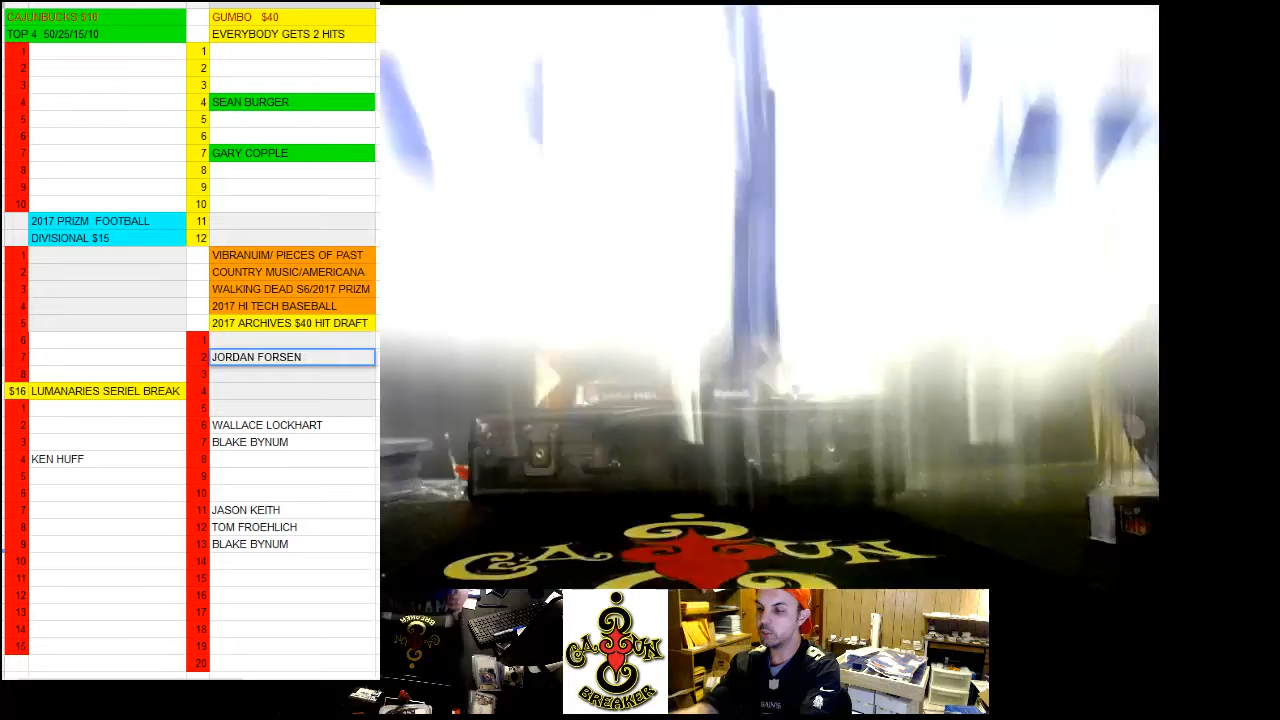 CAJUNBUCKS $16
TOP 4 50/25/15/10
1
2
3
4
5
6
7
8
9
10
2017 PRIZM FOOTBALL
DIVISIONAL $15
1
2
3
4
5
6
7
8
$16 LUMANARIES SERIEL BREAK
1
2
3
4 KEN HUFF
5
6
7
8
9
10
11
12
13
14
15
GUMBO $40
EVERYBODY GETS 2 HITS
1
2
3
4 SEAN BURGER
5
6
7 GARY COPPLE
8
9
10
11
12
VIBRANUIM/ PIECES OF PAST
COUNTRY MUSIC/AMERICANA
WALKING DEAD S6/2017 PRIZM
2017 HI TECH BASEBALL
2017 ARCHIVES $40 HIT DRAFT
1
2 JORDAN FORSEN
3
4
5
6 WALLACE LOCKHART
7 BLAKE BYNUM
8
9
10
11 JASON KEITH
12 TOM FROEHLICH
13 BLAKE BYNUM
14
15
16
17
18
19
20
CAJUN
CAJUN
BREAKER
BREAKER
SAINTS